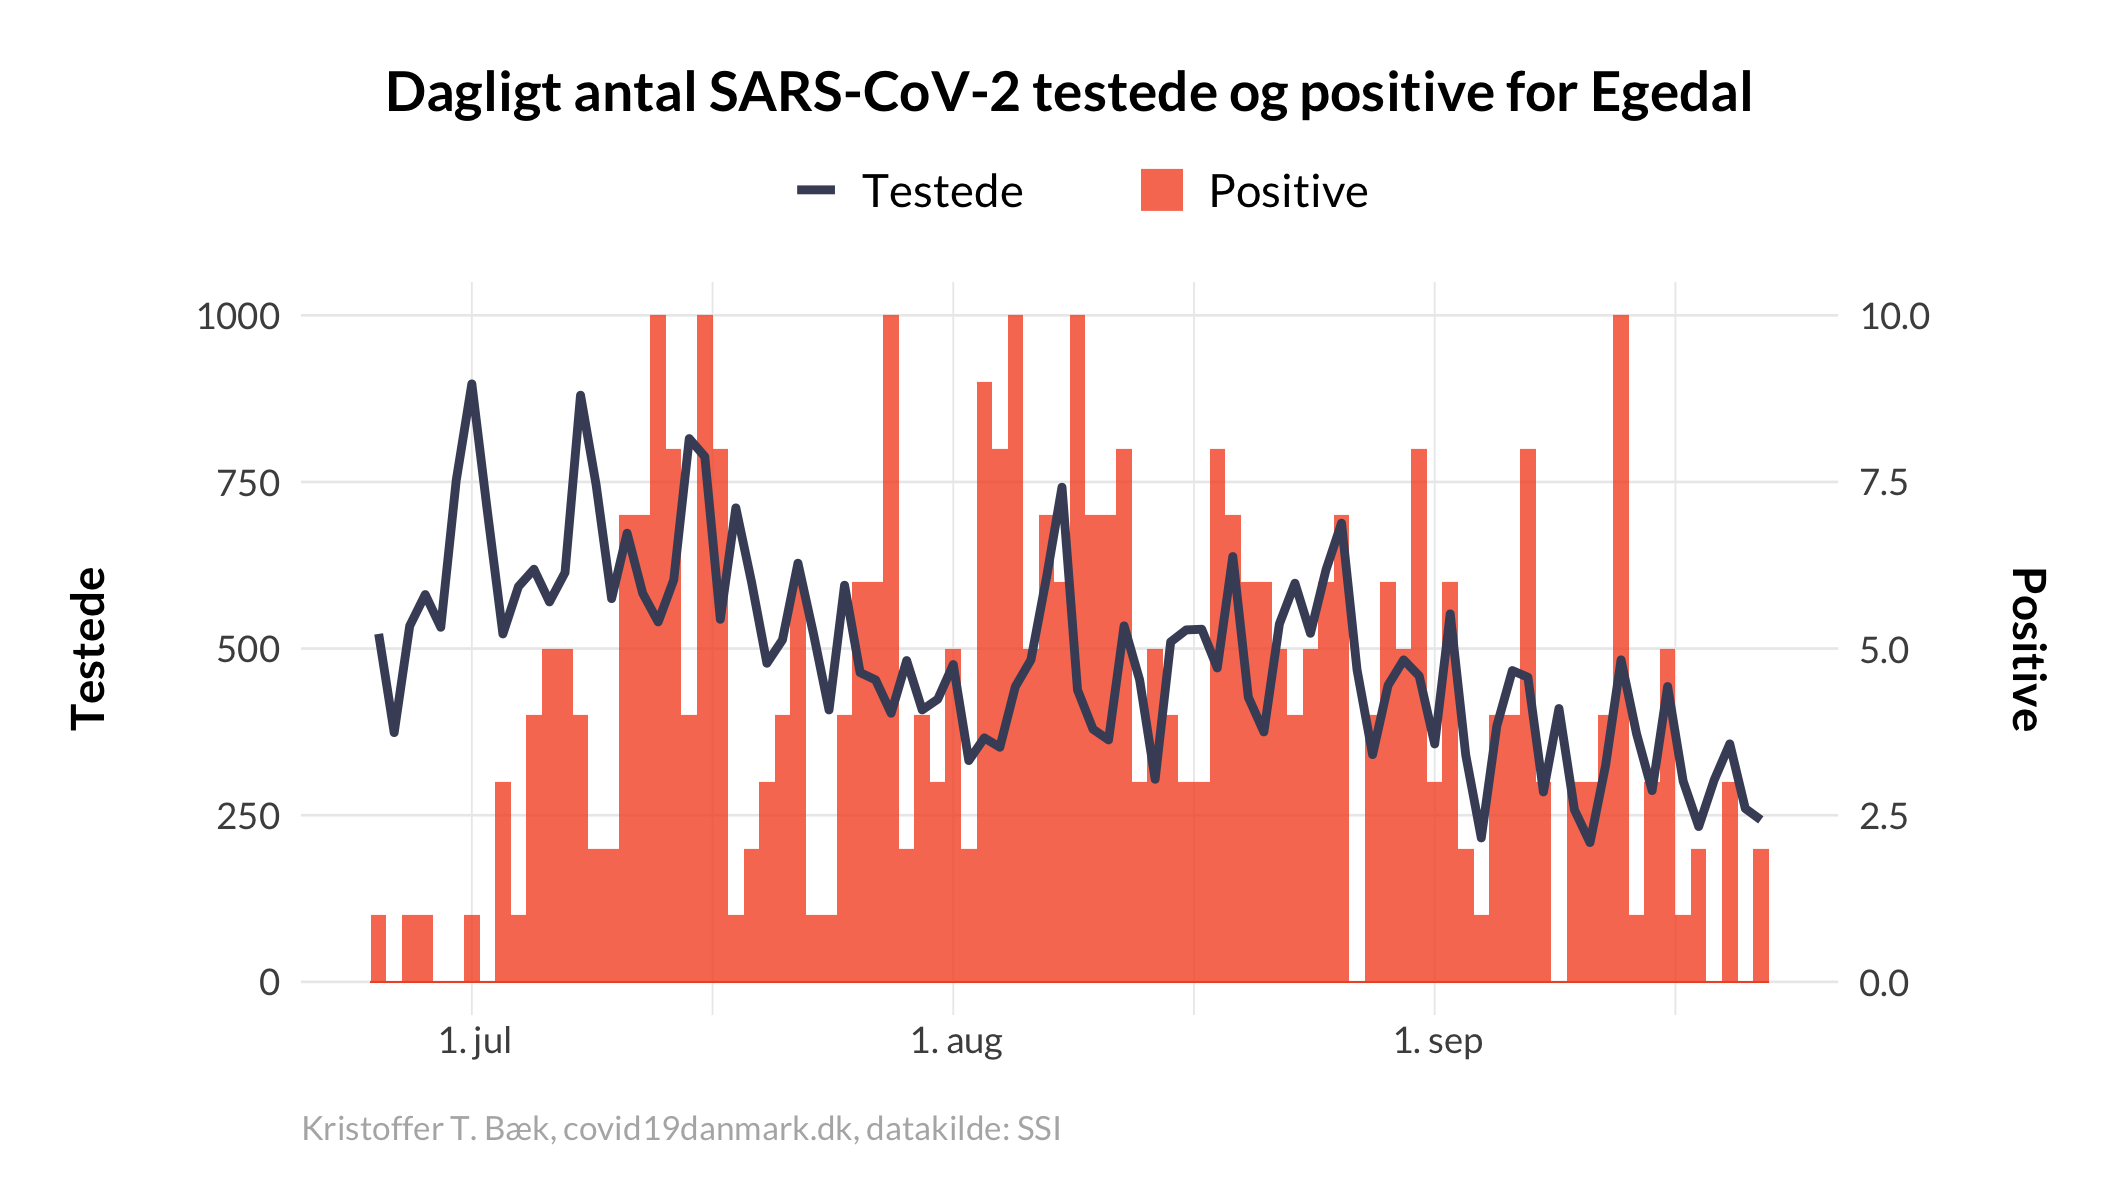 Dagligt antal SARS-CoV-2 testede og positive for Egedal
Testede
Positive
1000
750
500
250
0
10.0
7.5
5.0
2.5
0.0
Testede
Positive
1. jul
1. aug
1. sep
Kristoffer T. Bæk, covid19danmark.dk, datakilde: SSI